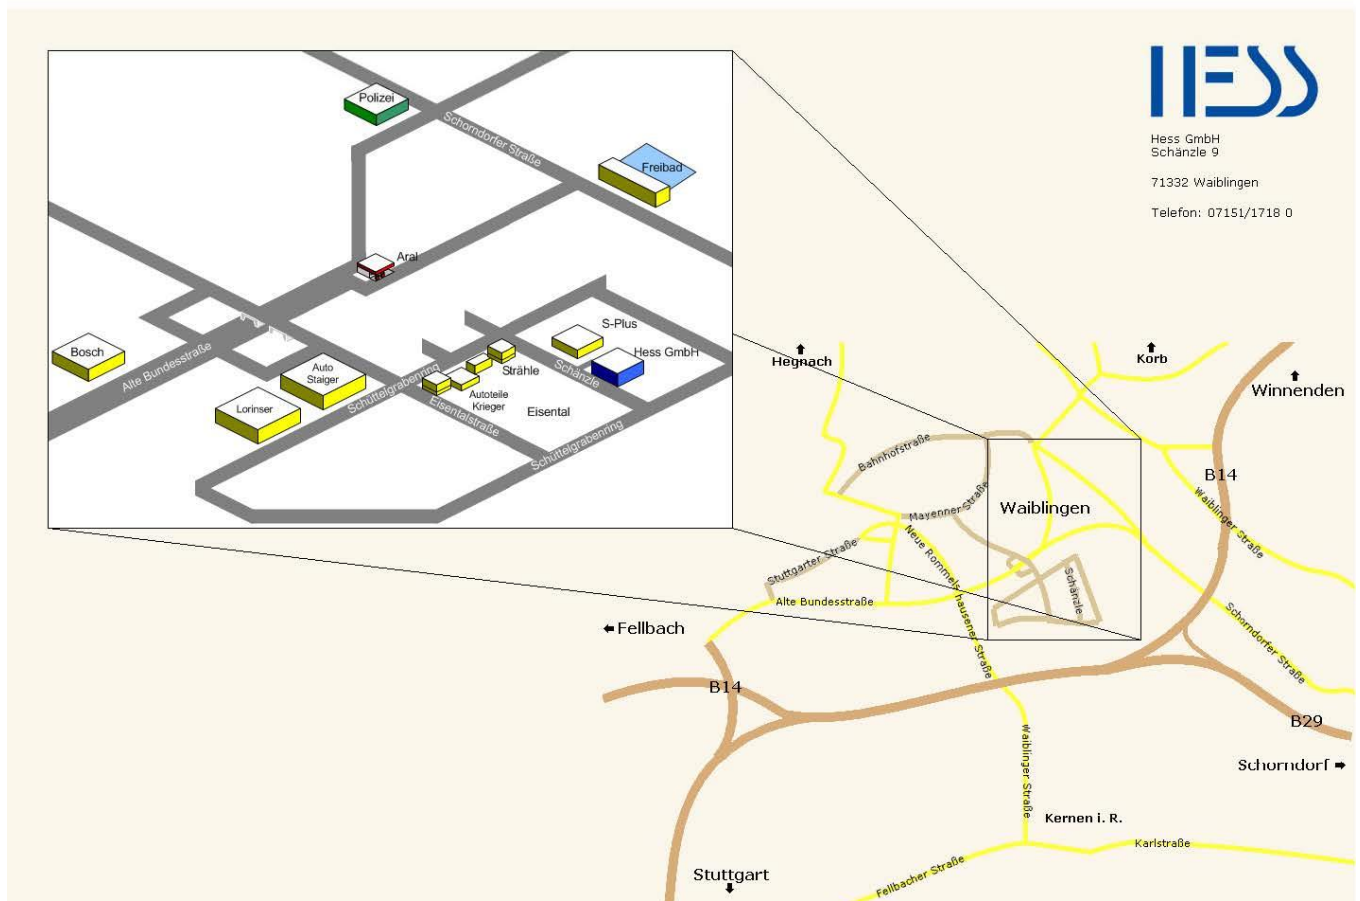 HESS
Hess GmbH
Schänzle 9
71332 Waiblingen
Telefon: 07151/1718 0
Polizei
Schorndorfer Straße
Freibad
Aral
Bosch
Alte Bundesstraße
Auto
Staiger
Lorinser
Schüttelgrabenring
Eisentalstraße
Autoteile
Krieger
Strähle
Schänzle
S-Plus
Hess GmbH
Eisental
Schüttelgrabenring
Hegnach
Korb
Winnenden
Bahnhofstraße
B14
Mayenner Straße
Waiblingen
Waiblinger Straße
Stuttgarter Straße
Neue Rommelshausener Straße
Schänzle
Alte Bundesstraße
Schorndorfer Straße
Fellbach
B14
B29
Waiblinger Straße
Schorndorf
Kernen i. R.
Karlstraße
Fellbacher Straße
Stuttgart